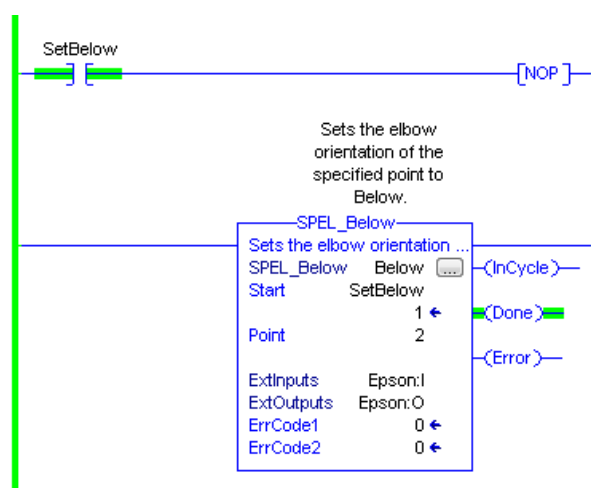 SetBelow
NOP
Sets the elbow
orientation of the
specified point to
Below.
SPEL_Below
Sets the elbow orientation ...
SPEL_Below Below ...
(InCycle)
Start SetBelow
1
(Done)
Point 2
(Error)
ExtInputs Epson:I
ExtOutputs Epson:O
ErrCode1 0
ErrCode2 0